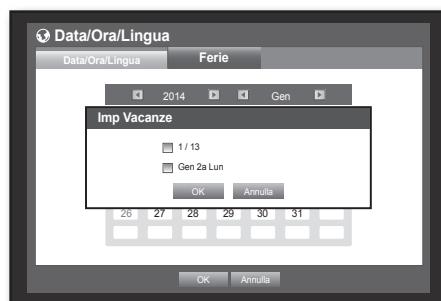 Data/Ora/Lingua
Data/Ora/Lingua Ferie
2014 Gen
Imp Vacanze
1 / 13
Gen 2a Lun
OK Annulla
26 27 28 29 30 31
OK Annulla